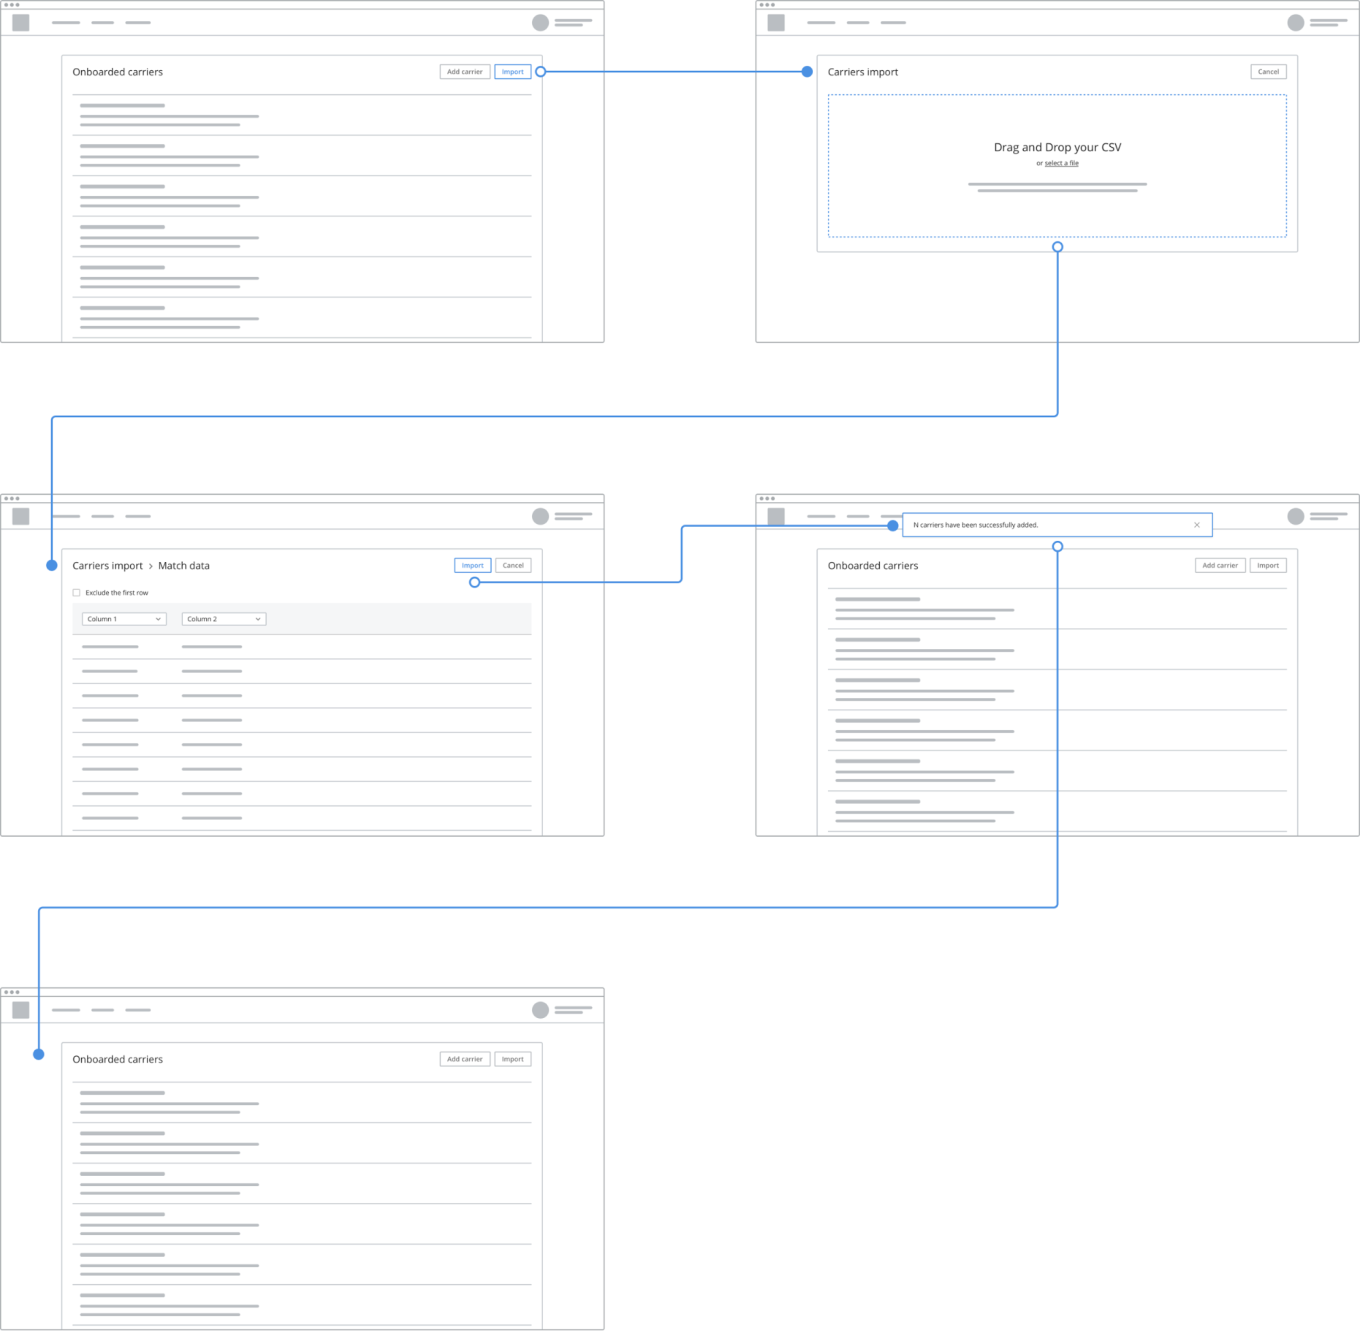 Onboarded carriers
Add carrier
Import
Carriers import
Cancel
Drag and Drop your CSV
or select a file
Carriers import > Match data
Import
Cancel
Exclude the first row
Column 1
Column 2
N carriers have been successfully added.
Onboarded carriers
Add carrier
Import
Onboarded carriers
Add carrier
Import